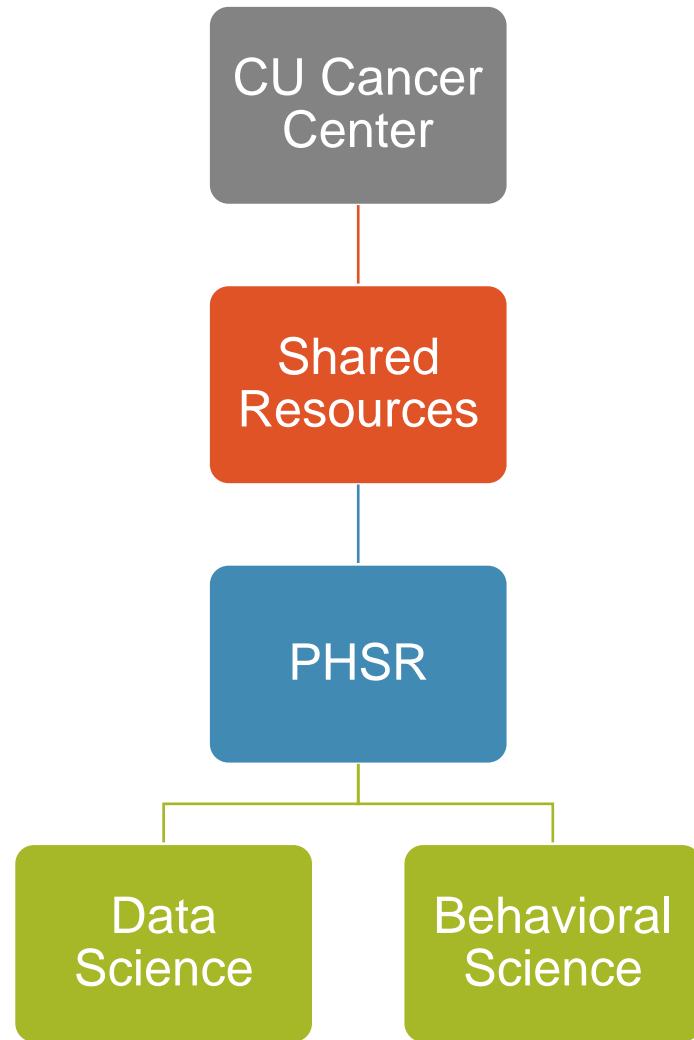 CU Cancer
Center
Shared
Resources
PHSR
Data
Science
Behavioral
Science